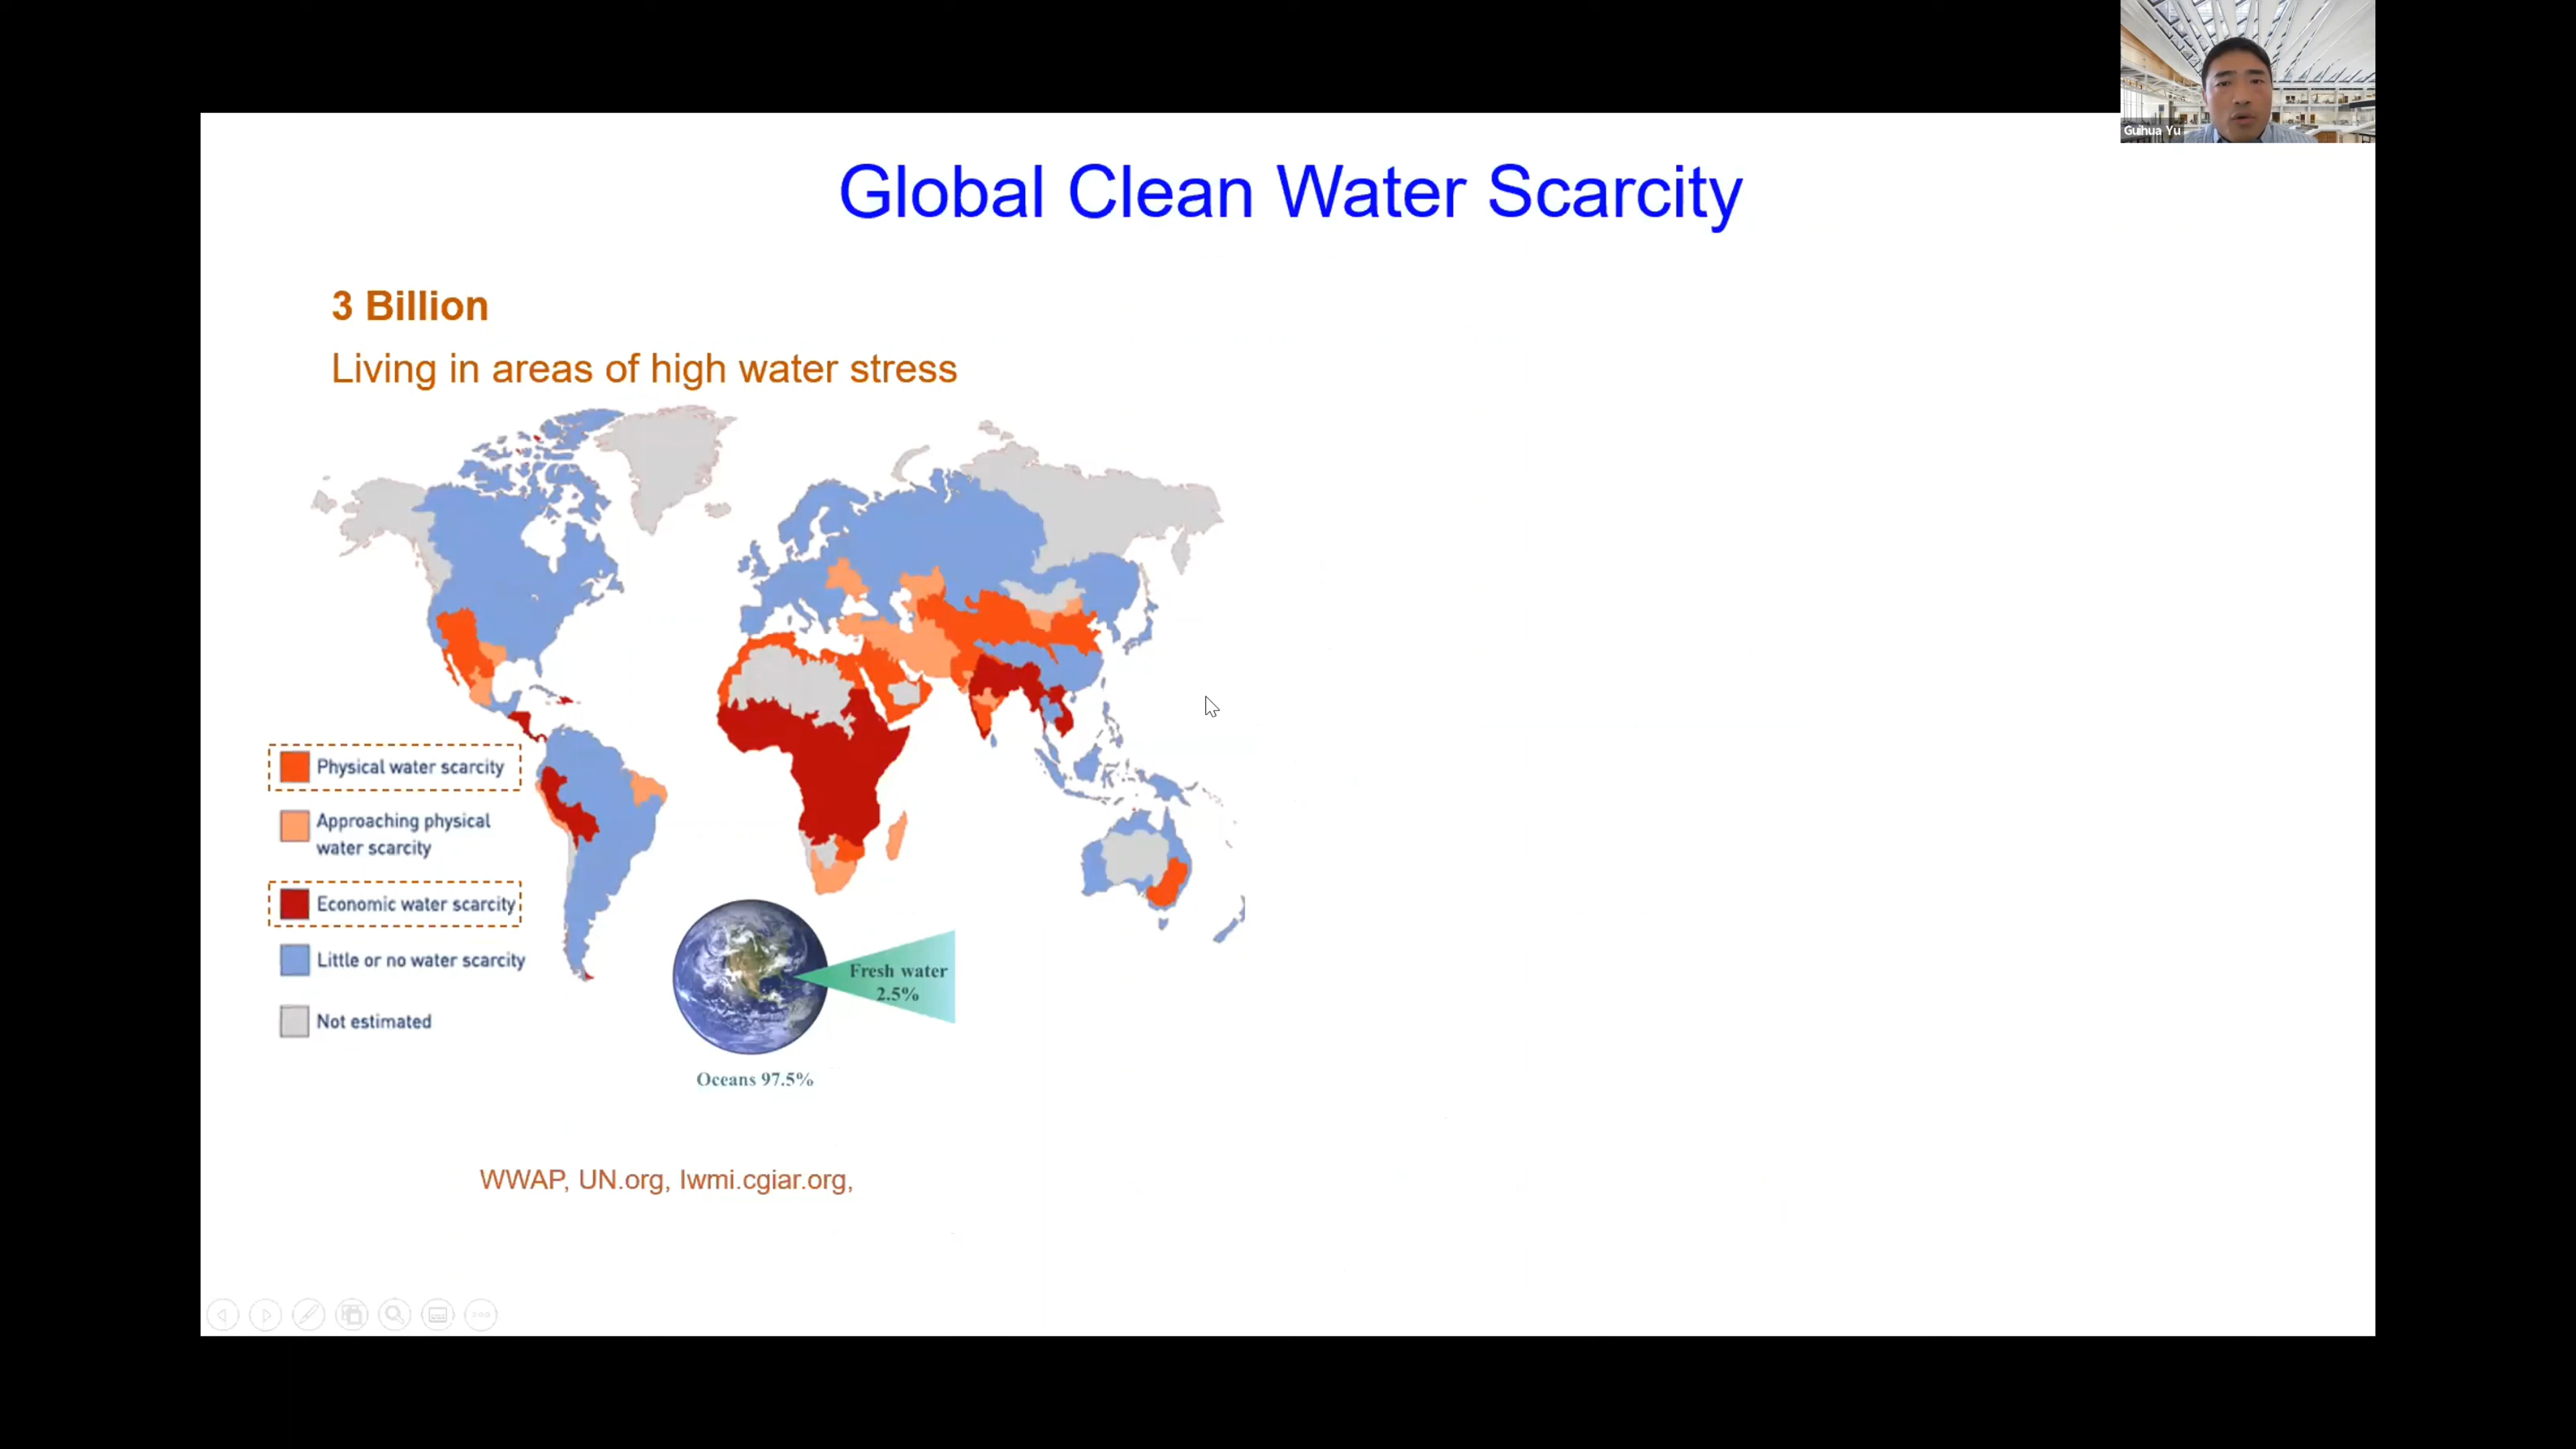 Guihua Yu
Global Clean Water Scarcity
3 Billion
Living in areas of high water stress
Physical water scarcity
Approaching physical
water scarcity
Economic water scarcity
Little or no water scarcity
Not estimated
Fresh water
2.5%
Oceans 97.5%
WWAP, UN.org, Iwmi.cgiar.org,